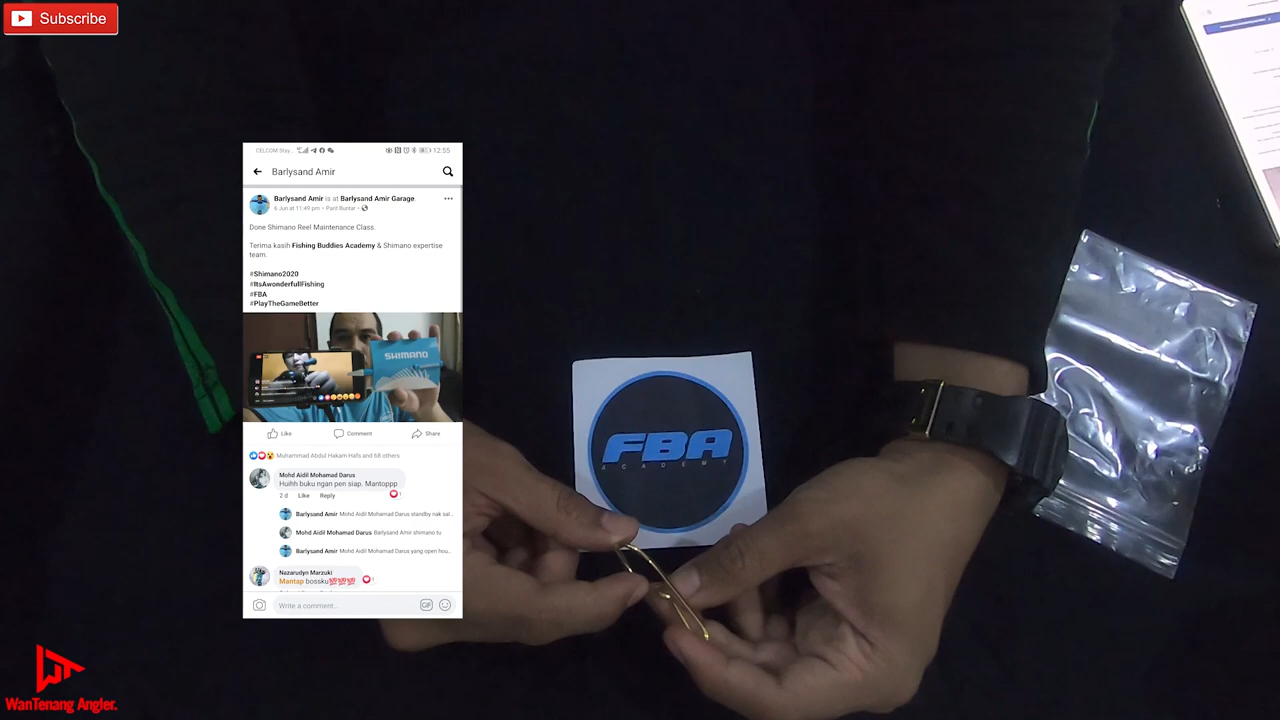 Subscribe
CELCOM Stay...
12:55
Barlysand Amir
Barlysand Amir is at Barlysand Amir Garage
6 Jun at 11:49 pm • Parit Buntar •
Done Shimano Reel Maintenance Class.
Terima kasih Fishing Buddies Academy & Shimano expertise
team.
#Shimano2020
#ItsAwonderfullFishing
#FBA
#PlayTheGameBetter
SHIMANO
Like
Comment
Share
Muhammad Abdul Hakam Hafs and 68 others
Mohd Aidil Mohamad Darus
Huihh buku ngan pen siap. Mantoppp
2 d Like Reply
1
Barlysand Amir Mohd Aidil Mohamad Darus standby nak sal...
Mohd Aidil Mohamad Darus Barlysand Amir shimano tu
Barlysand Amir Mohd Aidil Mohamad Darus yang open hou...
Nazarudyn Marzuki
Mantap bossku💯💯💯
1
Write a comment...
GIF
FBA
ACADEMY
WanTenang Angler.